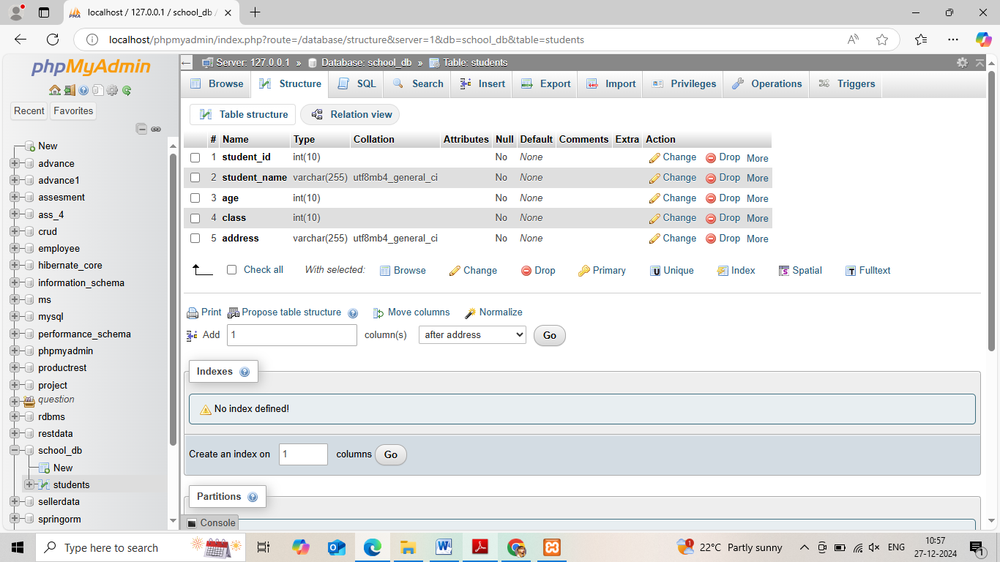 localhost / 127.0.0.1 / school_db /
localhost/phpmyadmin/index.php?route=/database/structure&server=1&db=school_db&table=students
phpMyAdmin
Recent Favorites
New
advance
advance1
assesment
ass_4
crud
employee
hibernate_core
information_schema
ms
mysql
performance_schema
phpmyadmin
productrest
project
question
rdbms
restdata
school_db
New
students
sellerdata
springorm
Server: 127.0.0.1 » Database: school_db » Table: students
Browse Structure SQL Search Insert Export Import Privileges Operations Triggers
Table structure Relation view
# Name Type Collation Attributes Null Default Comments Extra Action
1 student_id int(10) No None Change Drop More
2 student_name varchar(255) utf8mb4_general_ci No None Change Drop More
3 age int(10) No None Change Drop More
4 class int(10) No None Change Drop More
5 address varchar(255) utf8mb4_general_ci No None Change Drop More
Check all With selected: Browse Change Drop Primary Unique Index Spatial Fulltext
Print Propose table structure Move columns Normalize
Add 1 column(s) after address Go
Indexes
No index defined!
Create an index on 1 columns Go
Partitions
Console
Type here to search
22°C Partly sunny ENG 10:57
27-12-2024